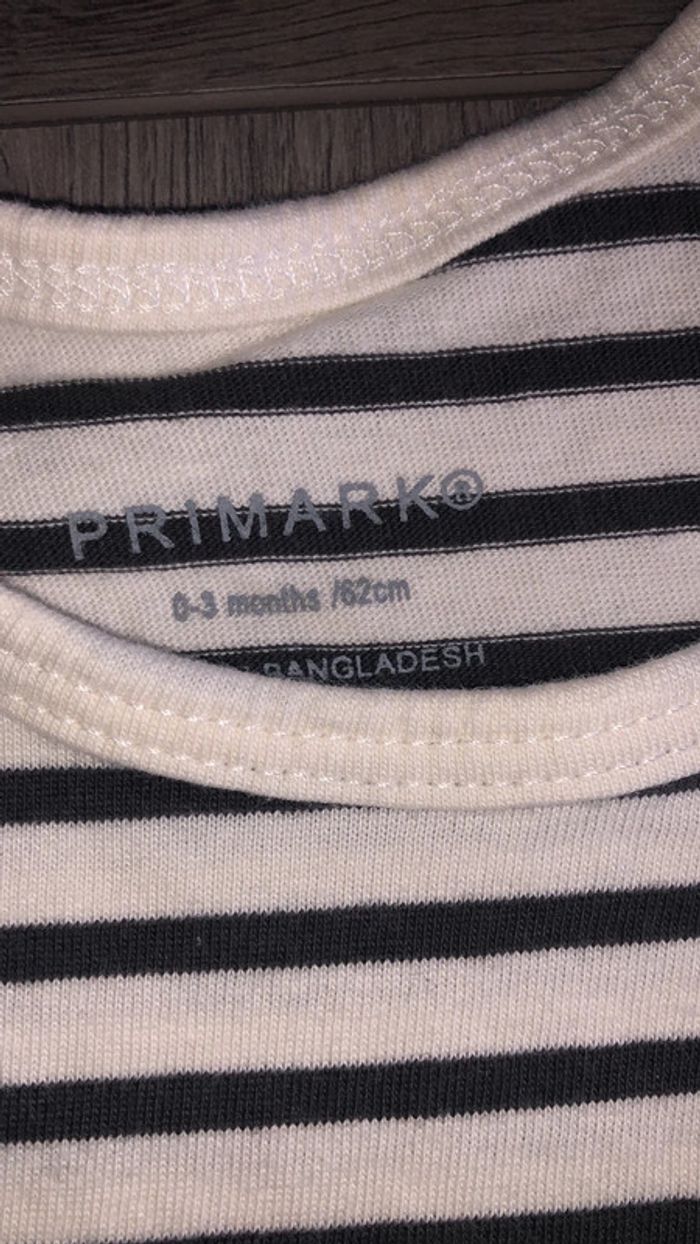 PRIMARK®
0-3 months /62cm
BANGLADESH